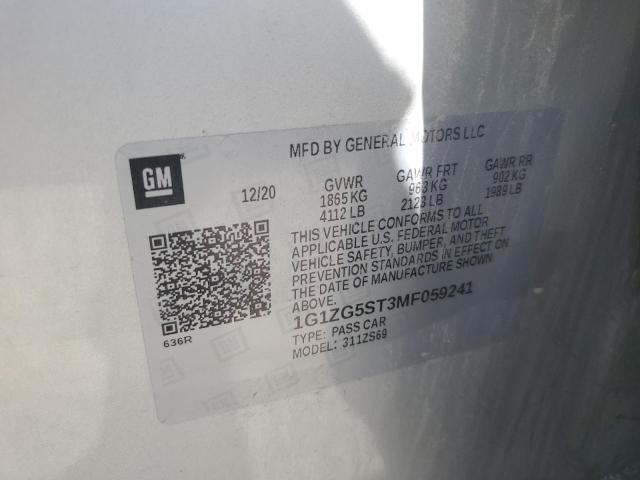 MFD BY GENERAL MOTORS LLC
GM
12/20
GVWR GAWR FRT GAWR RR
1865 KG 963 KG 902 KG
4112 LB 2123 LB 1989 LB
THIS VEHICLE CONFORMS TO ALL
APPLICABLE U.S. FEDERAL MOTOR
VEHICLE SAFETY, BUMPER, AND THEFT
PREVENTION STANDARDS IN EFFECT ON
THE DATE OF MANUFACTURE SHOWN
ABOVE.
1G1ZG5ST3MF059241
TYPE: PASS CAR
MODEL: 311ZS69
636R